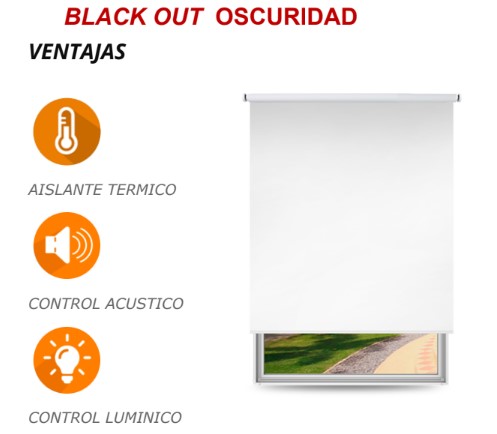 BLACK OUT OSCURIDAD
VENTAJAS
AISLANTE TERMICO
CONTROL ACUSTICO
CONTROL LUMINICO